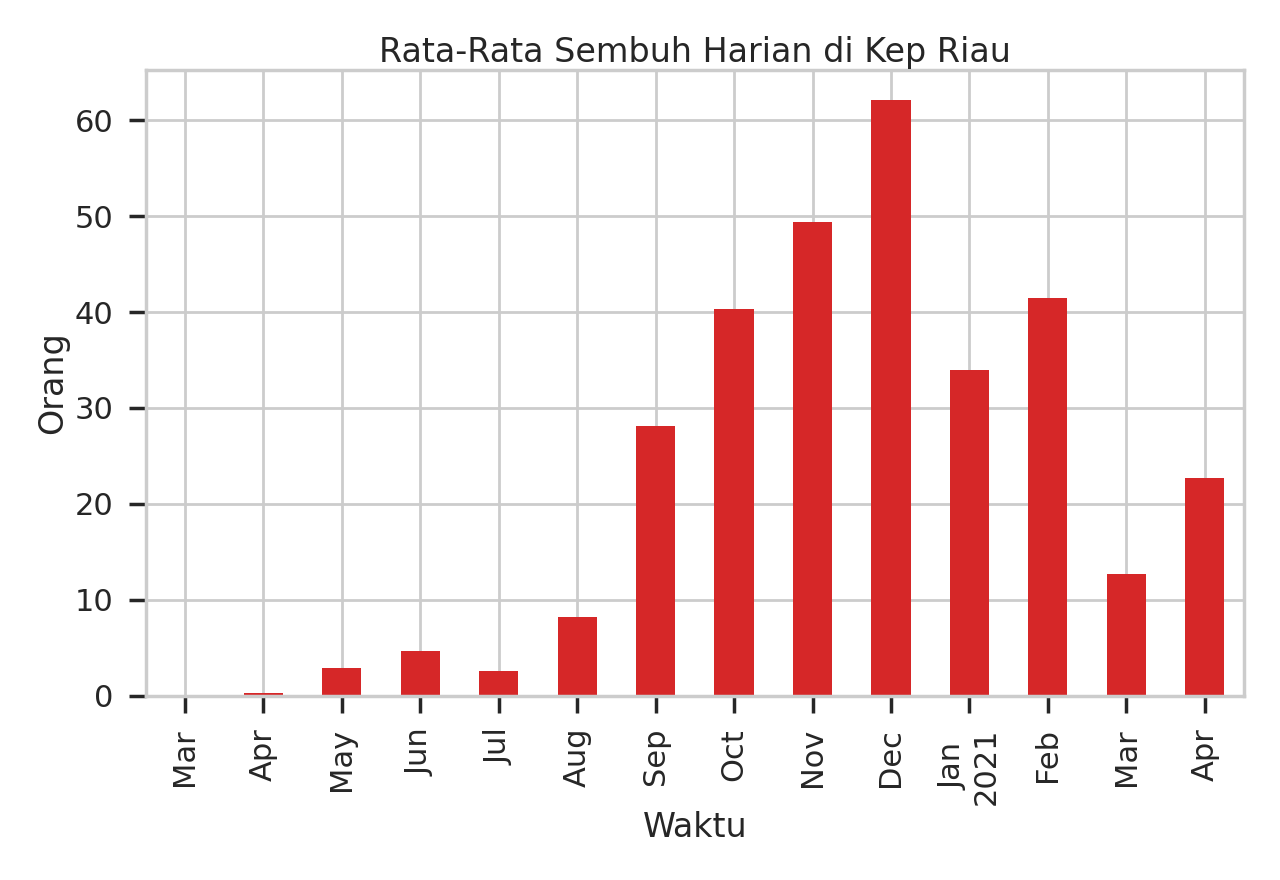 Rata-Rata Sembuh Harian di Kep Riau
Orang
60
50
40
30
20
10
0
Mar
Apr
May
Jun
Jul
Aug
Sep
Oct
Nov
Dec
Jan
2021
Feb
Mar
Apr
Waktu